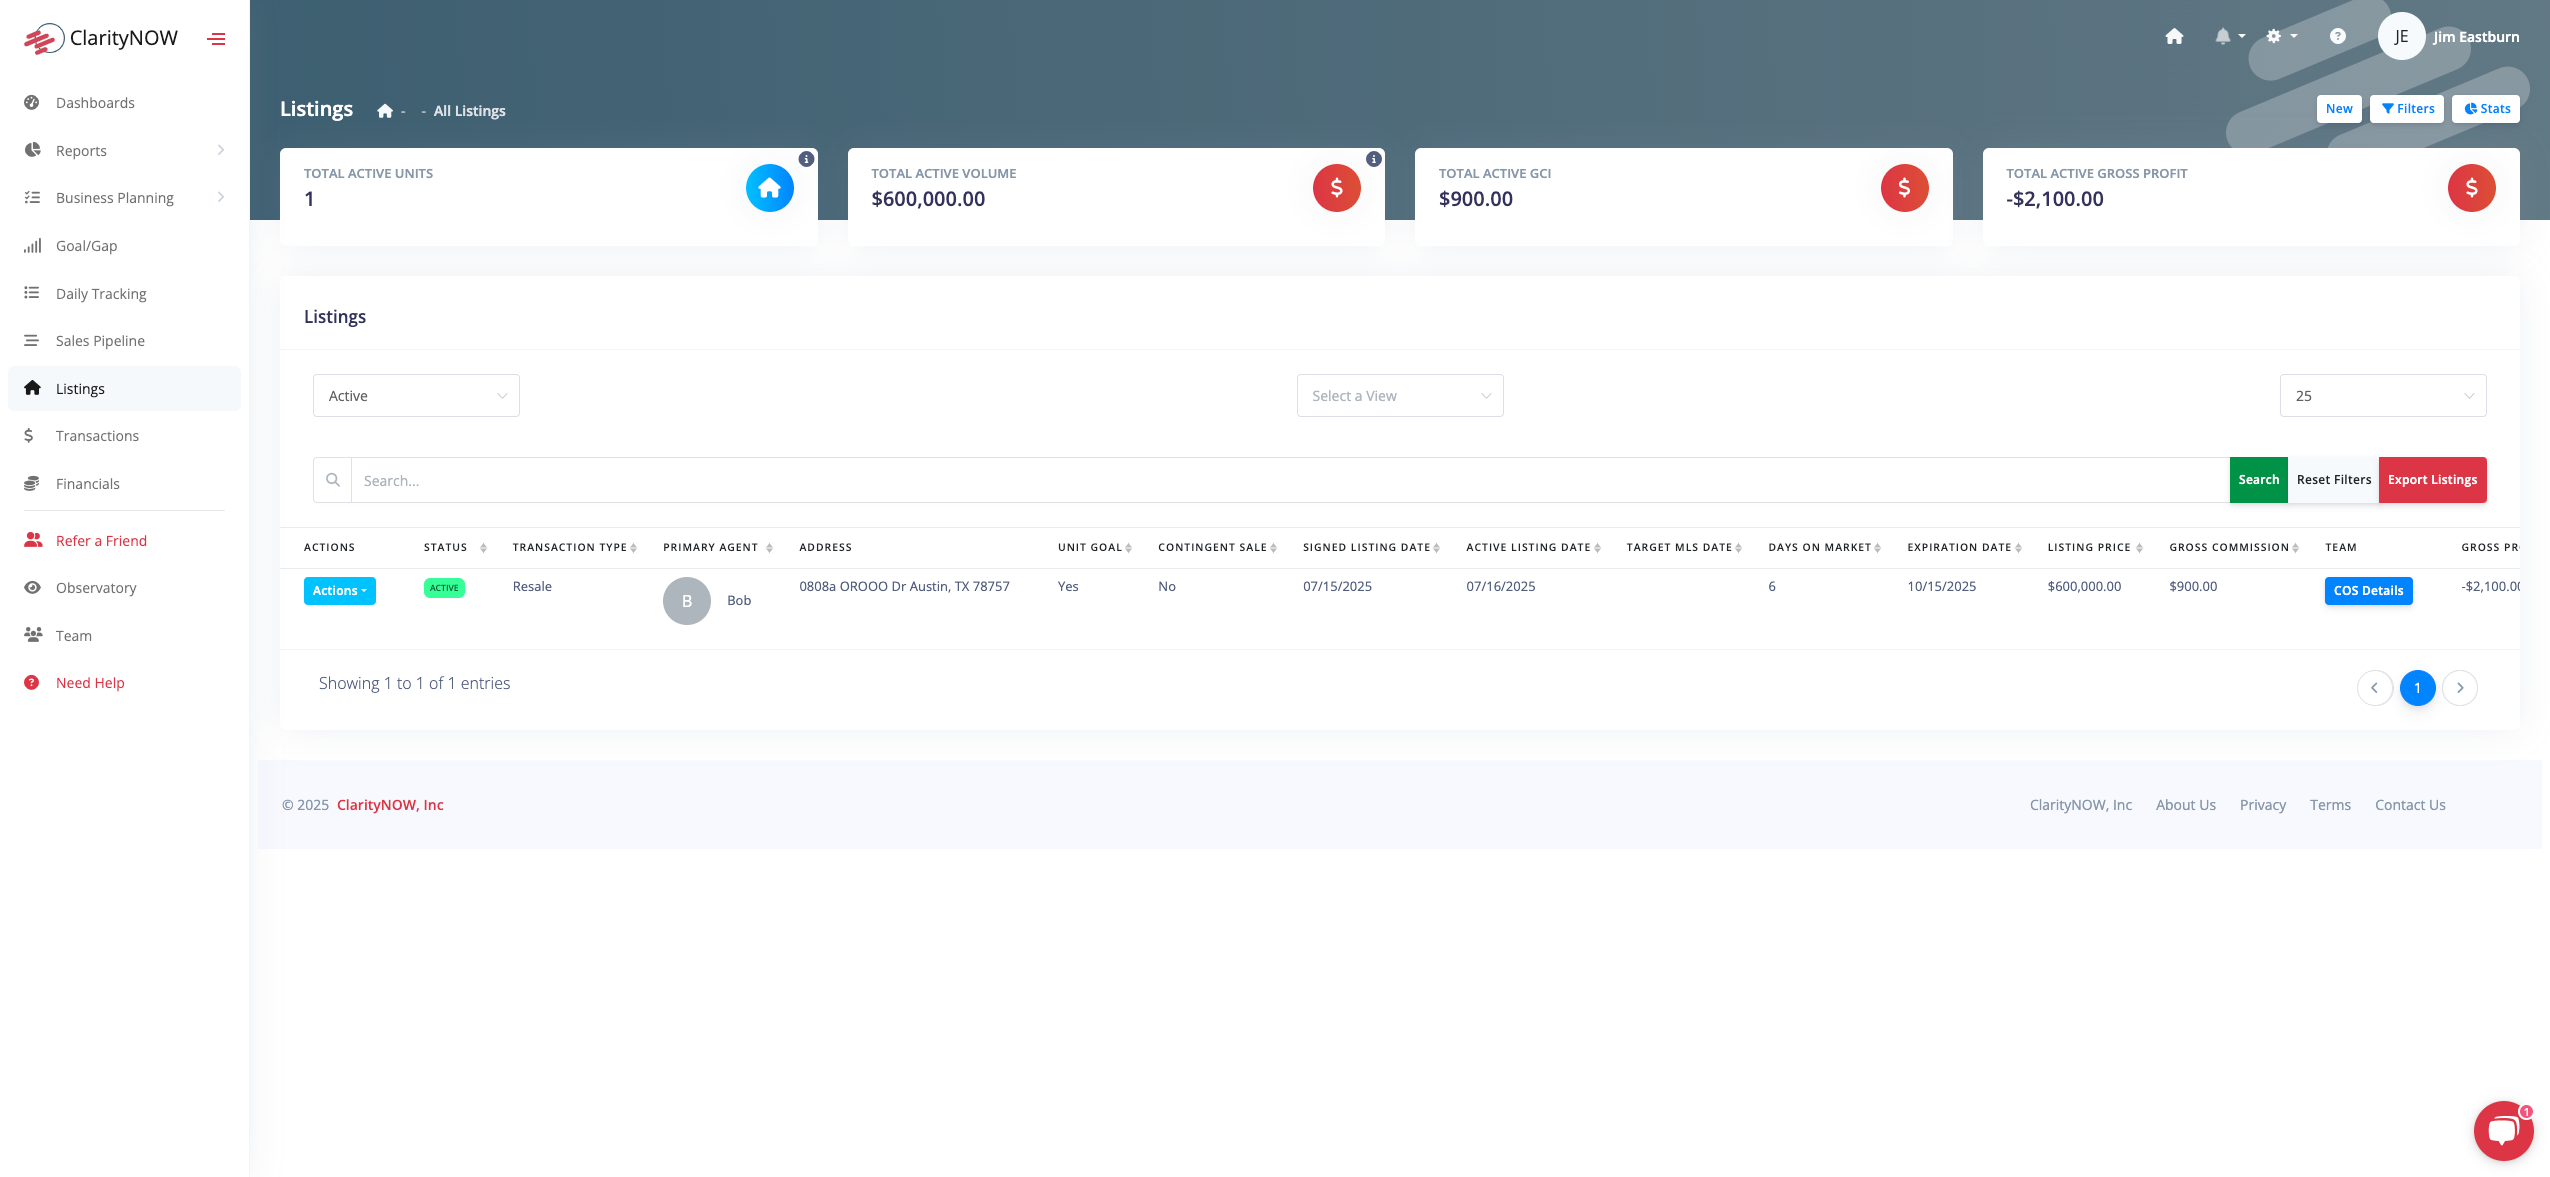 ClarityNOW
JE Jim Eastburn
Dashboards
Reports
Business Planning
Goal/Gap
Daily Tracking
Sales Pipeline
Listings
Transactions
Financials
Refer a Friend
Observatory
Team
Need Help
Listings - - All Listings
New Filters Stats
TOTAL ACTIVE UNITS
1
TOTAL ACTIVE VOLUME
$600,000.00
TOTAL ACTIVE GCI
$900.00
TOTAL ACTIVE GROSS PROFIT
-$2,100.00
Listings
Active Select a View 25
Search... Search Reset Filters Export Listings
ACTIONS STATUS TRANSACTION TYPE PRIMARY AGENT ADDRESS UNIT GOAL CONTINGENT SALE SIGNED LISTING DATE ACTIVE LISTING DATE TARGET MLS DATE DAYS ON MARKET EXPIRATION DATE LISTING PRICE GROSS COMMISSION TEAM GROSS
Actions ACTIVE Resale B Bob 0808a OROOO Dr Austin, TX 78757 Yes No 07/15/2025 07/16/2025 6 10/15/2025 $600,000.00 $900.00 COS Details -$2,100.00
Showing 1 to 1 of 1 entries
1
© 2025 ClarityNOW, Inc
ClarityNOW, Inc About Us Privacy Terms Contact Us
1